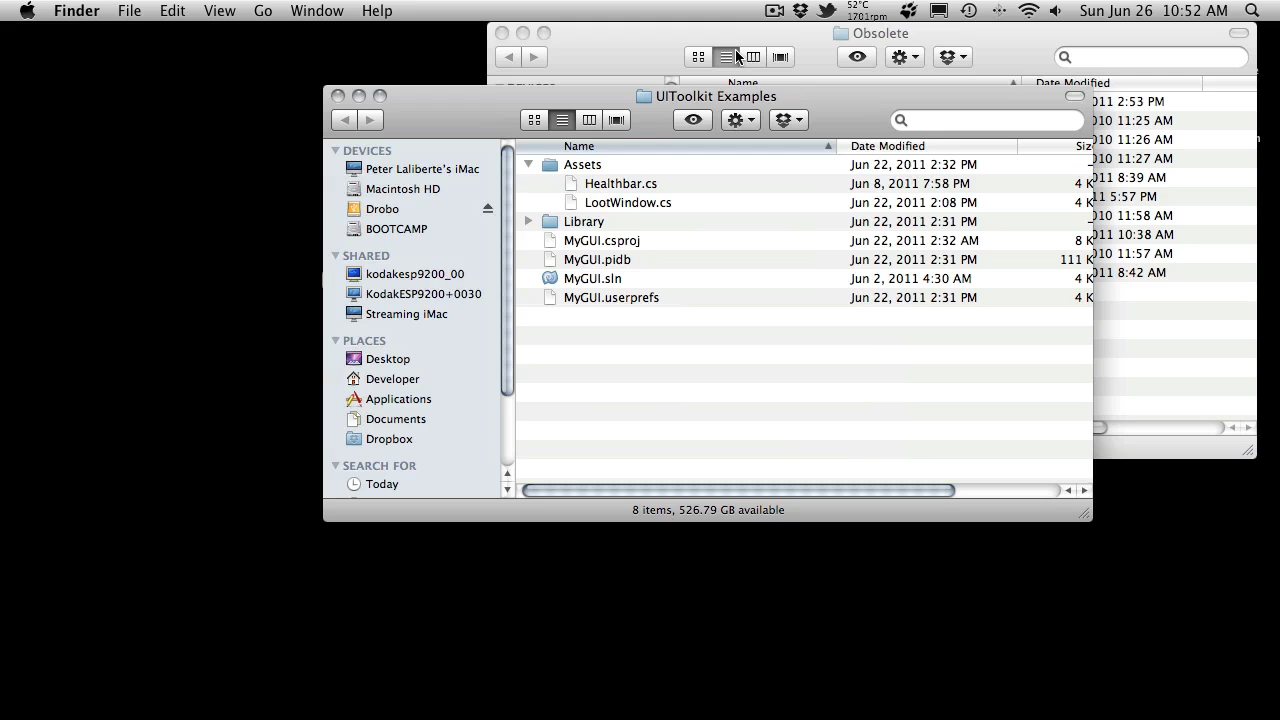 Finder File Edit View Go Window Help 52°C 1701rpm Sun Jun 26 10:52 AM
Obsolete
Name Date Modified
UIToolkit Examples
011 2:53 PM
010 11:25 AM
010 11:26 AM
010 11:27 AM
011 8:39 AM
011 5:57 PM
010 11:58 AM
011 10:38 AM
010 11:57 AM
011 8:42 AM
DEVICES
Peter Laliberte's iMac
Macintosh HD
Drobo
BOOTCAMP
SHARED
kodakesp9200_00
KodakESP9200+0030
Streaming iMac
PLACES
Desktop
Developer
Applications
Documents
Dropbox
SEARCH FOR
Today
Name Date Modified Siz
Assets Jun 22, 2011 2:32 PM
Healthbar.cs Jun 8, 2011 7:58 PM 4 K
LootWindow.cs Jun 22, 2011 2:08 PM 4 K
Library Jun 22, 2011 2:31 PM
MyGUI.csproj Jun 22, 2011 2:32 AM 8 K
MyGUI.pidb Jun 22, 2011 2:31 PM 111 K
MyGUI.sln Jun 2, 2011 4:30 AM 4 K
MyGUI.userprefs Jun 22, 2011 2:31 PM 4 K
8 items, 526.79 GB available